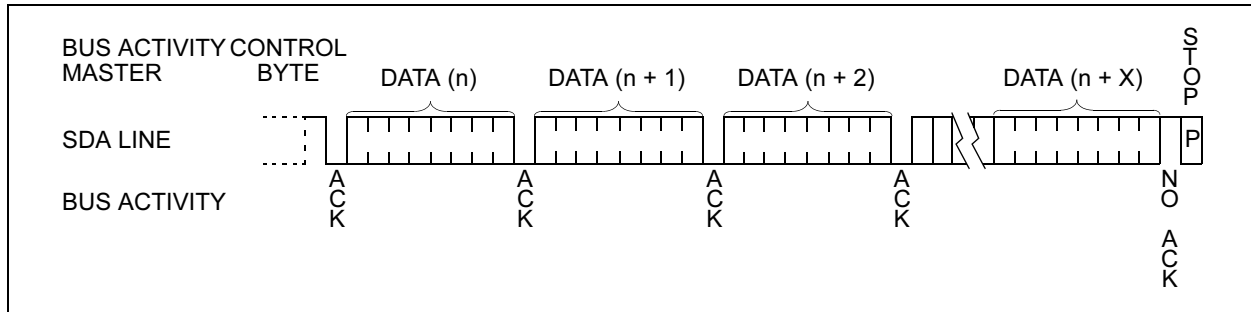 BUS ACTIVITY CONTROL
MASTER BYTE
DATA (n) DATA (n + 1) DATA (n + 2) DATA (n + X)
STOP
SDA LINE
P
BUS ACTIVITY
ACK ACK ACK ACK NO ACK